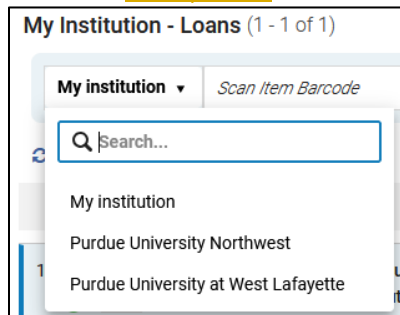 My Institution - Loans (1 - 1 of 1)
My institution ▾ Scan Item Barcode
Search...
My institution
Purdue University Northwest
1
Purdue University at West Lafayette